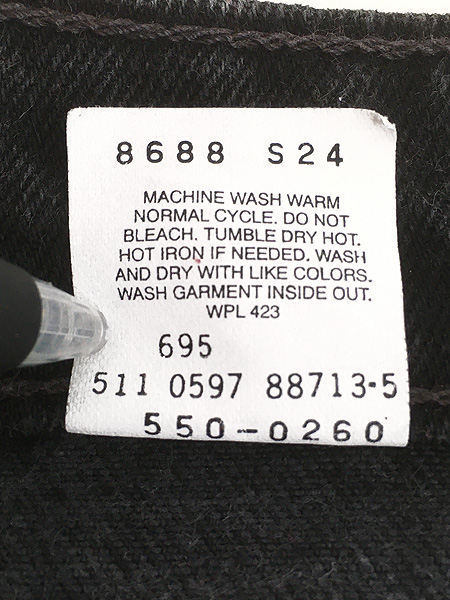 8688 S24
MACHINE WASH WARM
NORMAL CYCLE. DO NOT
BLEACH. TUMBLE DRY HOT.
HOT IRON IF NEEDED. WASH
AND DRY WITH LIKE COLORS.
WASH GARMENT INSIDE OUT.
WPL 423
695
511 0597 88713-5
550-0260